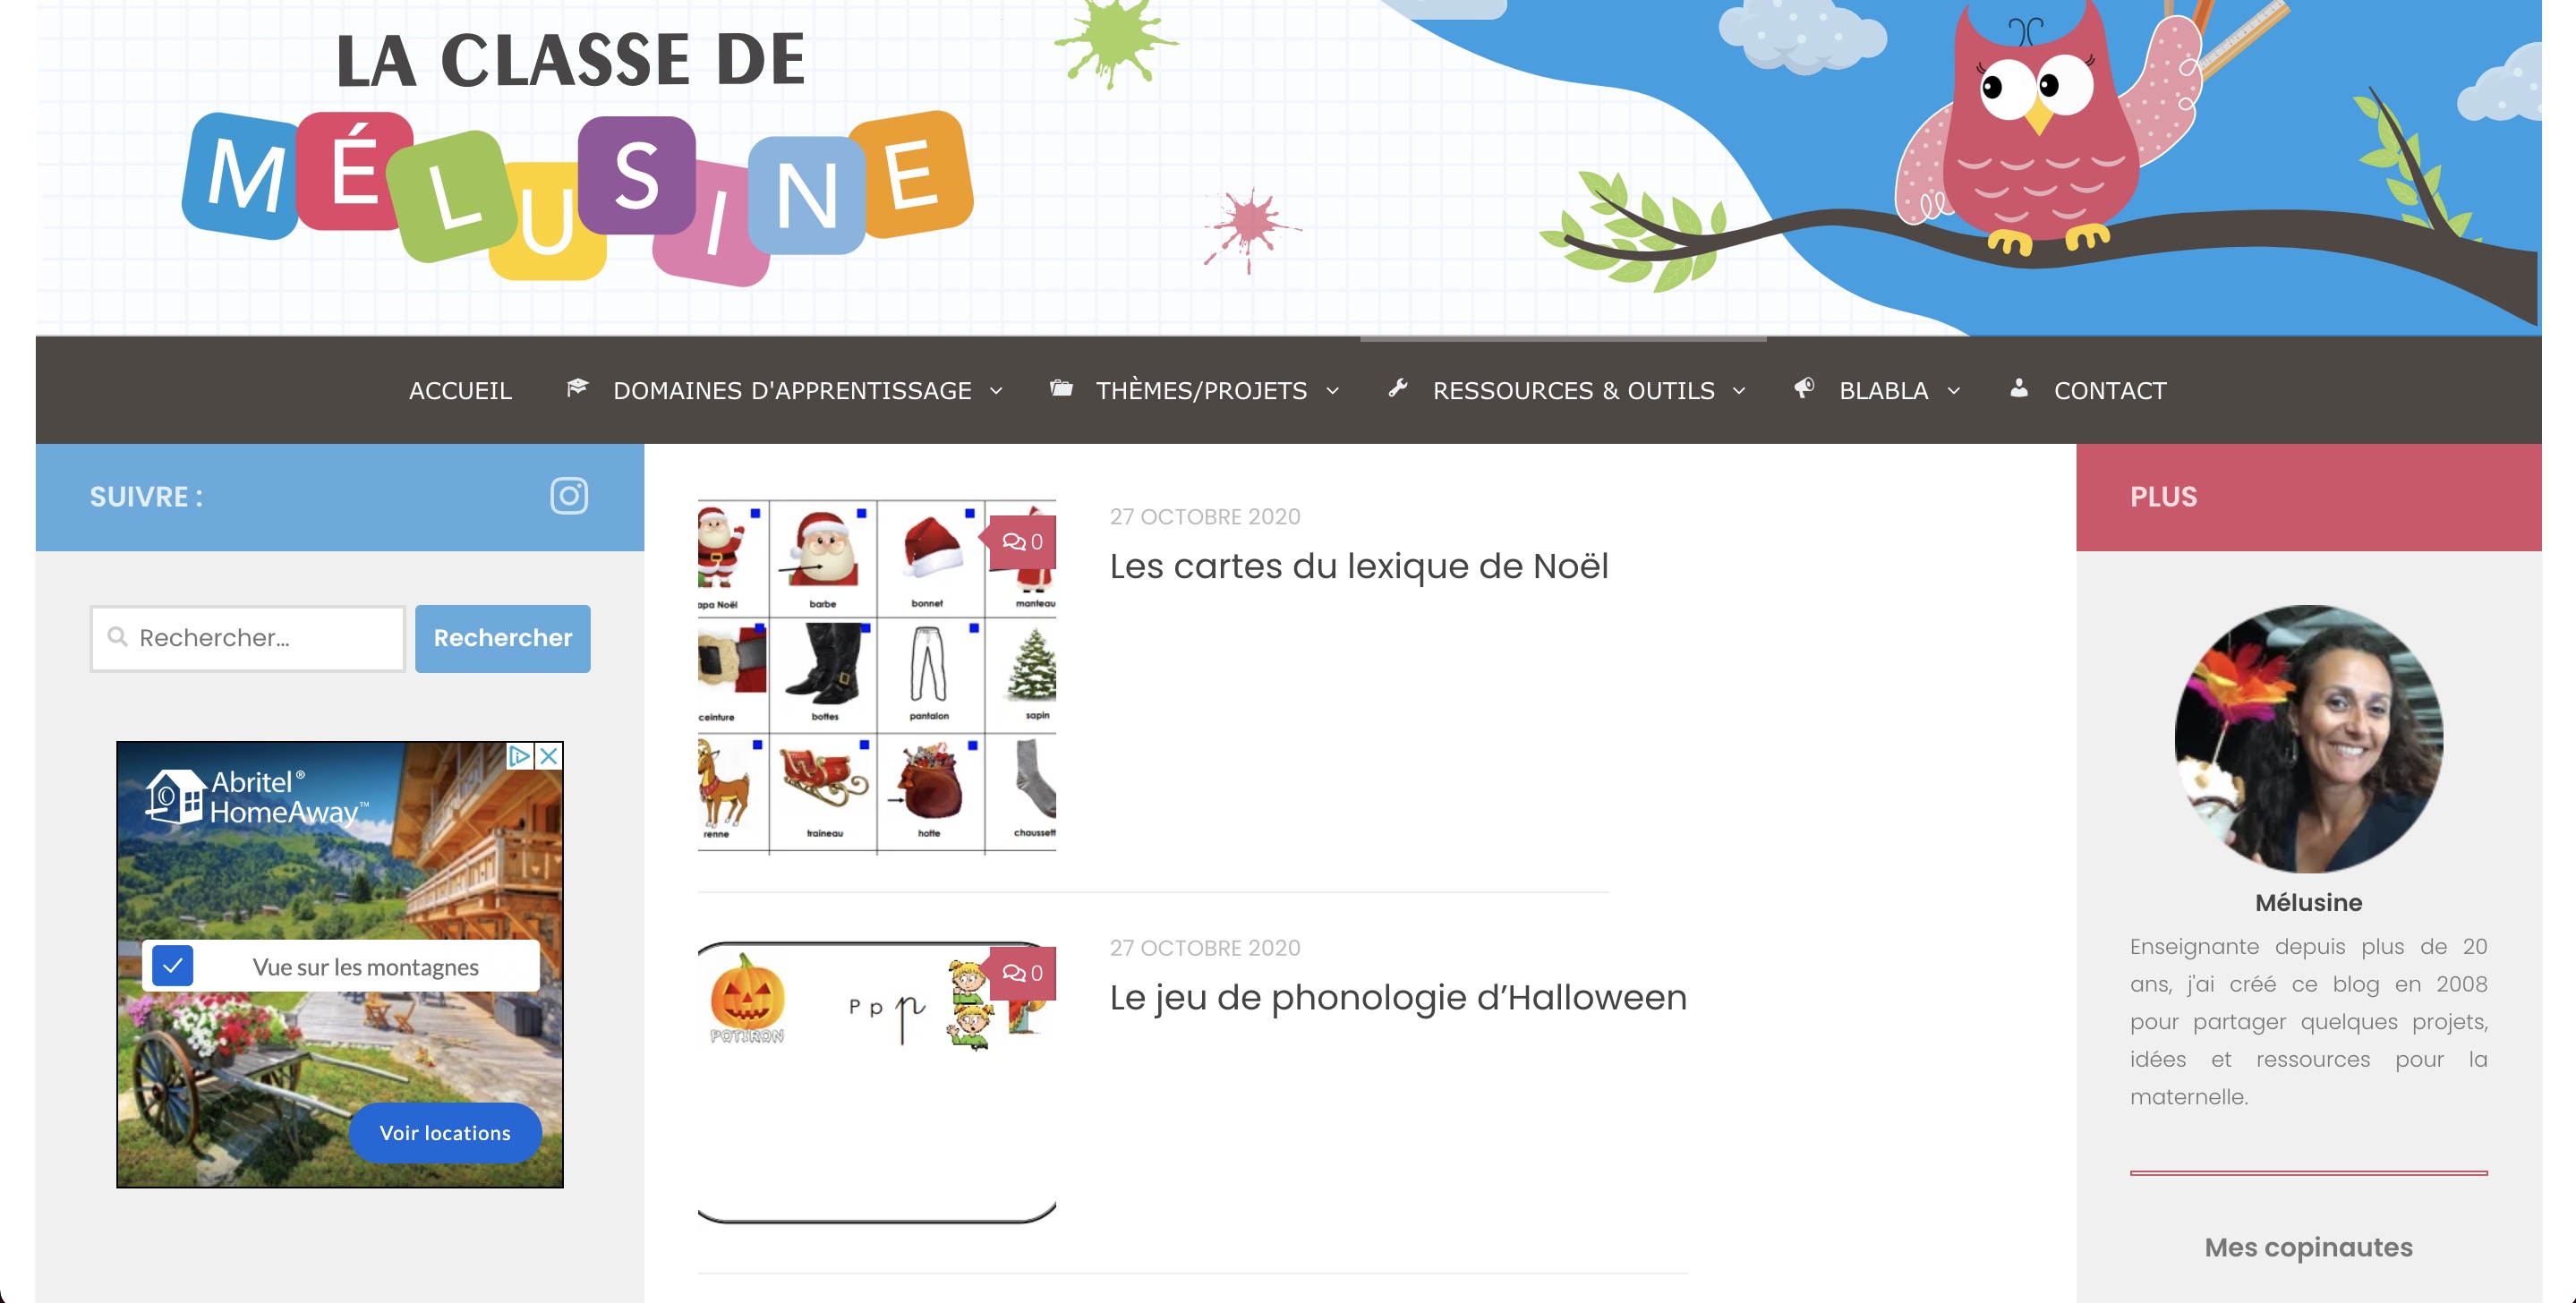 LA CLASSE DE
MÉLUSINE
ACCUEIL
DOMAINES D'APPRENTISSAGE
THÈMES/PROJETS
RESSOURCES & OUTILS
BLABLA
CONTACT
SUIVRE :
Rechercher...
Rechercher
Abritel®
HomeAway™
Vue sur les montagnes
Voir locations
apa Noël
barbe
bonnet
manteau
ceinture
bottes
pantalon
sapin
renne
traineau
hotte
chaussett
0
27 OCTOBRE 2020
Les cartes du lexique de Noël
POTIRON
P p p
0
27 OCTOBRE 2020
Le jeu de phonologie d’Halloween
PLUS
Mélusine
Enseignante depuis plus de 20
ans, j'ai créé ce blog en 2008
pour partager quelques projets,
idées et ressources pour la
maternelle.
Mes copinautes